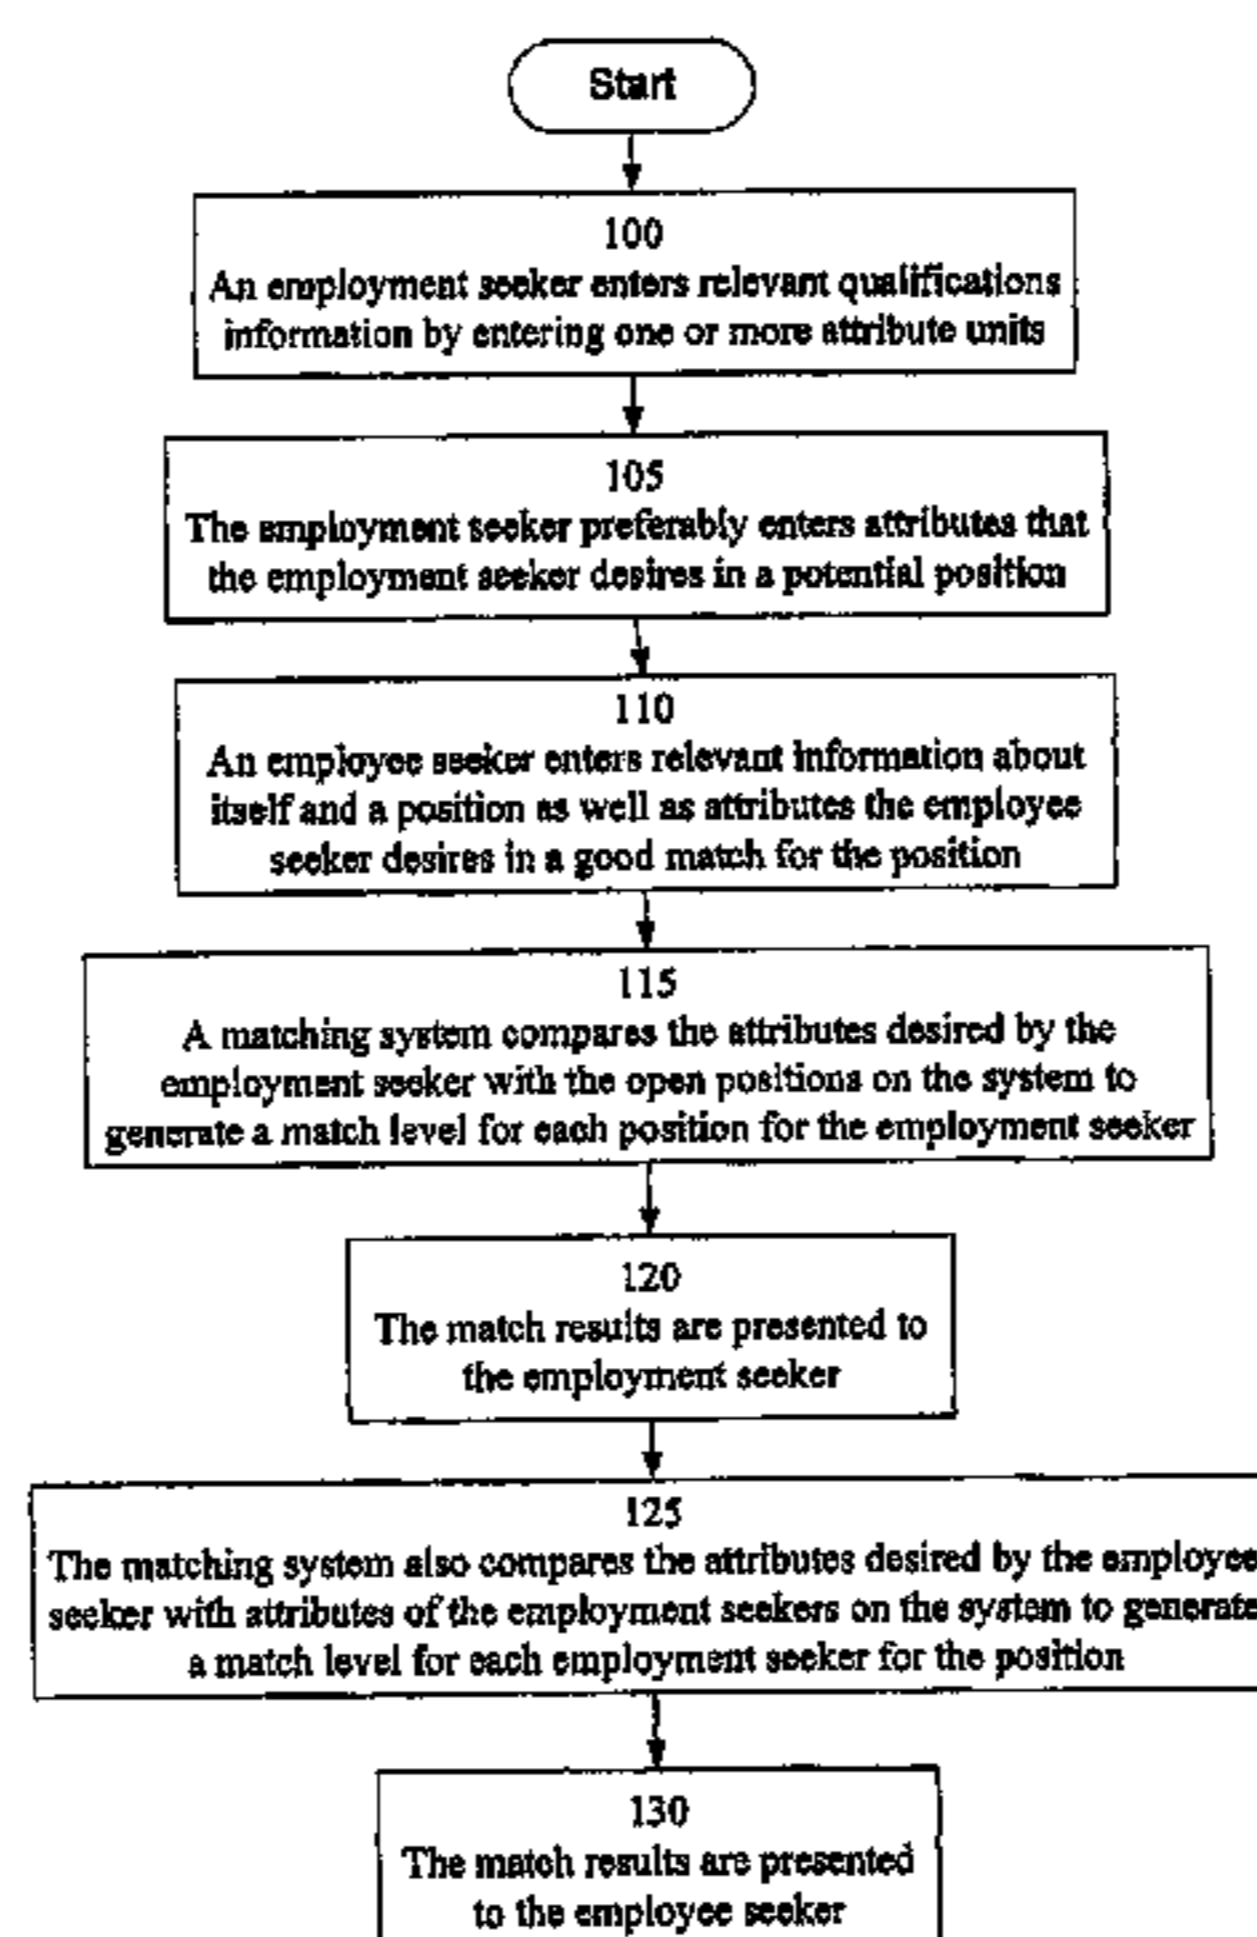 Start
100
An employment seeker enters relevant qualifications
information by entering one or more attribute units
105
The employment seeker preferably enters attributes that
the employment seeker desires in a potential position
110
An employee seeker enters relevant information about
itself and a position as well as attributes the employee
seeker desires in a good match for the position
115
A matching system compares the attributes desired by the
employment seeker with the open positions on the system to
generate a match level for each position for the employment seeker
120
The match results are presented to
the employment seeker
125
The matching system also compares the attributes desired by the employee
seeker with attributes of the employment seekers on the system to generate
a match level for each employment seeker for the position
130
The match results are presented
to the employee seeker